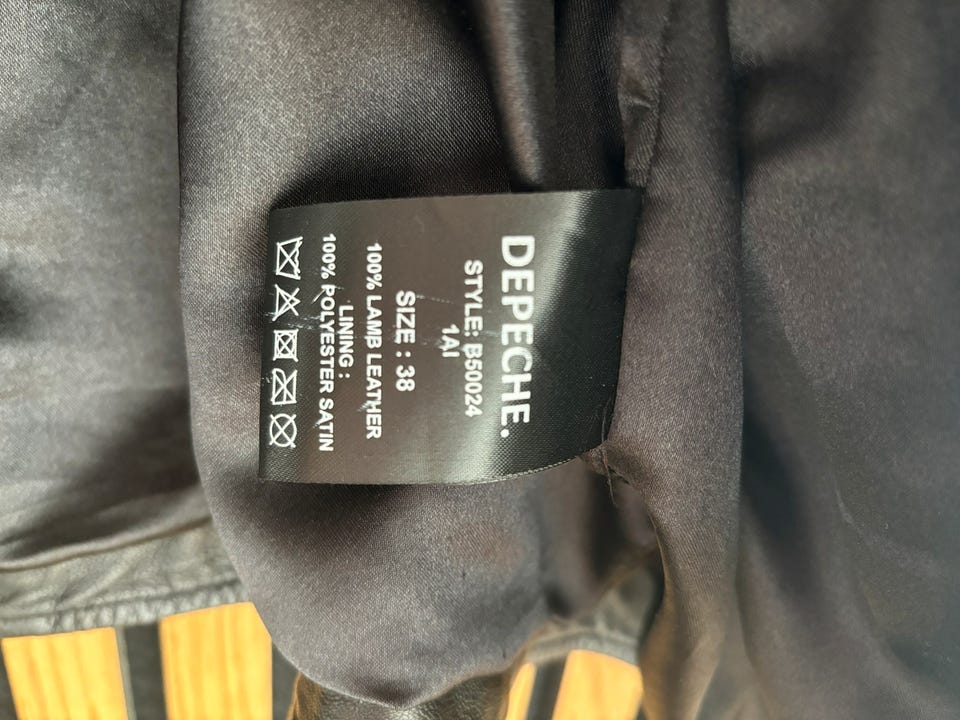 DEPECHE.
STYLE: B50024
1AI
SIZE : 38
100% LAMB LEATHER
LINING :
100% POLYESTER SATIN